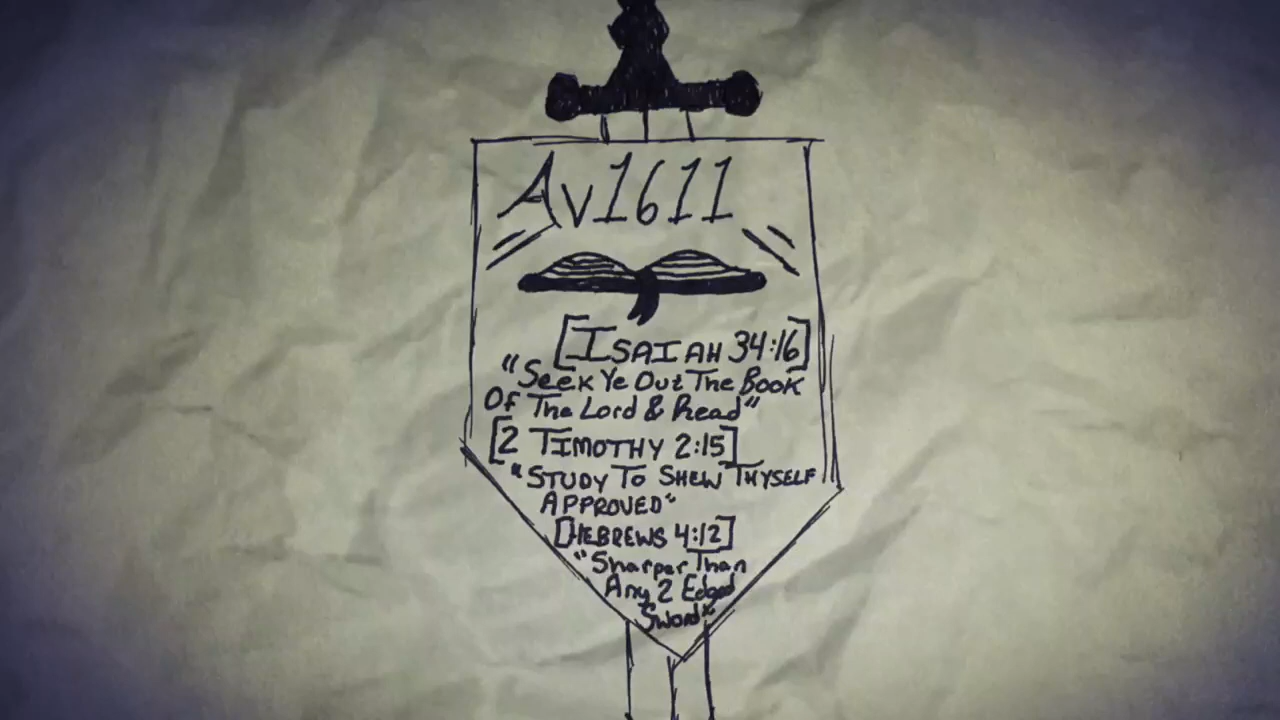 Av1611
[ISAIAH 34:16]
"Seek Ye Out The Book
Of The Lord & Read"
[2 TIMOTHY 2:15]
"STUDY TO SHEW THYSELF
APPROVED"
[HEBREWS 4:12]
"Sharper Than
Any 2 Edged
Sword"